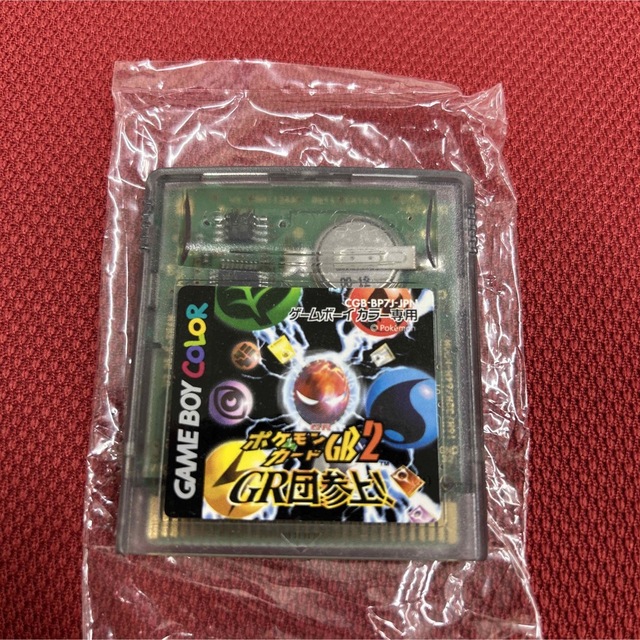 CGB-BP7J-JPN
ゲームボーイ カラー専用
©Pokémon
GAME BOY COLOR
ポケモン
カードGB2
GR団参上!